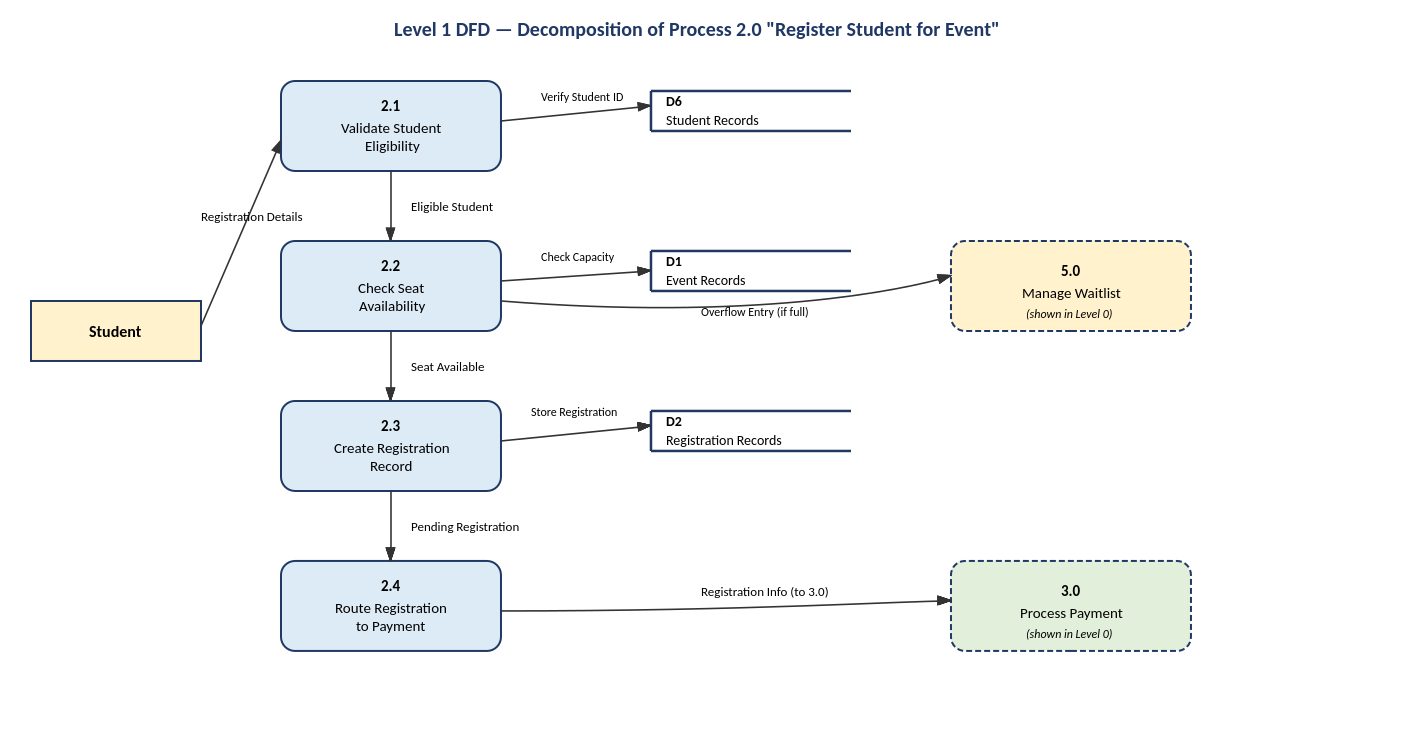 Level 1 DFD — Decomposition of Process 2.0 "Register Student for Event"
2.1
Validate Student
Eligibility
Verify Student ID
D6
Student Records
Registration Details
Eligible Student
2.2
Check Seat
Availability
Check Capacity
D1
Event Records
Overflow Entry (if full)
5.0
Manage Waitlist
(shown in Level 0)
Student
Seat Available
2.3
Create Registration
Record
Store Registration
D2
Registration Records
Pending Registration
2.4
Route Registration
to Payment
Registration Info (to 3.0)
3.0
Process Payment
(shown in Level 0)